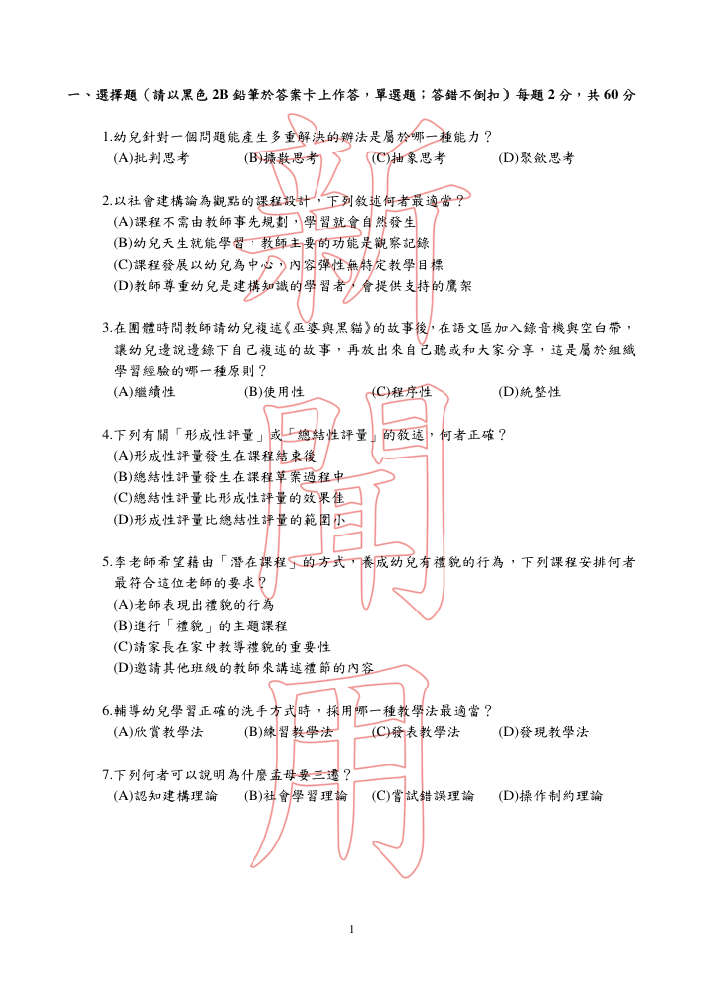 一、選擇題（請以黑色 2B 鉛筆於答案卡上作答，單選題；答錯不倒扣）每題 2 分，共 60 分
1.幼兒針對一個問題能產生多重解決的辦法是屬於哪一種能力？
(A)批判思考 (B)擴散思考 (C)抽象思考 (D)聚斂思考
2.以社會建構論為觀點的課程設計，下列敘述何者最適當？
(A)課程不需由教師事先規劃，學習就會自然發生
(B)幼兒天生就能學習，教師主要的功能是觀察記錄
(C)課程發展以幼兒為中心，內容彈性無特定教學目標
(D)教師尊重幼兒是建構知識的學習者，會提供支持的鷹架
3.在團體時間教師請幼兒複述《巫婆與黑貓》的故事後，在語文區加入錄音機與空白帶，
讓幼兒邊說邊錄下自己複述的故事，再放出來自己聽或和大家分享，這是屬於組織
學習經驗的哪一種原則？
(A)繼續性 (B)使用性 (C)程序性 (D)統整性
4.下列有關「形成性評量」或「總結性評量」的敘述，何者正確？
(A)形成性評量發生在課程結束後
(B)總結性評量發生在課程草案過程中
(C)總結性評量比形成性評量的效果佳
(D)形成性評量比總結性評量的範圍小
5.李老師希望藉由「潛在課程」的方式，養成幼兒有禮貌的行為，下列課程安排何者
最符合這位老師的要求？
(A)老師表現出禮貌的行為
(B)進行「禮貌」的主題課程
(C)請家長在家中教導禮貌的重要性
(D)邀請其他班級的教師來講述禮節的內容
6.輔導幼兒學習正確的洗手方式時，採用哪一種教學法最適當？
(A)欣賞教學法 (B)練習教學法 (C)發表教學法 (D)發現教學法
7.下列何者可以說明為什麼孟母要三遷？
(A)認知建構理論 (B)社會學習理論 (C)嘗試錯誤理論 (D)操作制約理論
新聞用
1